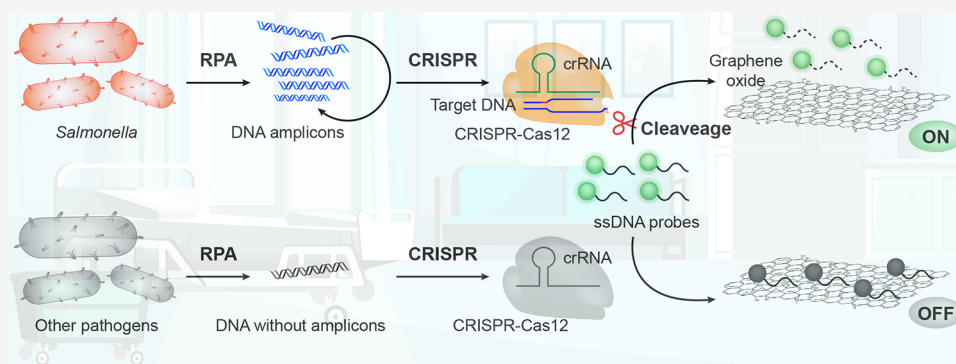 RPA
CRISPR
crRNA
Graphene
oxide
Target DNA
Salmonella
DNA amplicons
CRISPR-Cas12
Cleaveage
ON
ssDNA probes
RPA
CRISPR
crRNA
Other pathogens
DNA without amplicons
CRISPR-Cas12
OFF